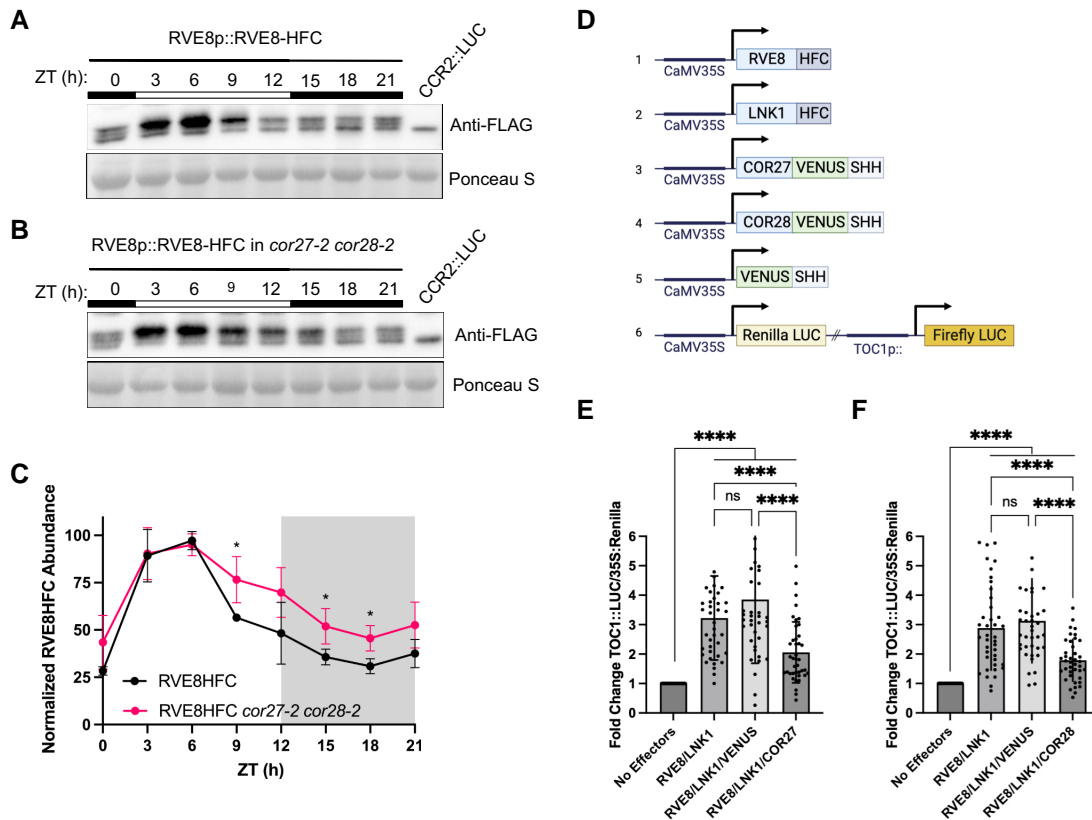 A
RVE8p::RVE8-HFC
CCR2::LUC
ZT (h):
0 3 6 9 12 15 18 21
Anti-FLAG
Ponceau S
B
RVE8p::RVE8-HFC in cor27-2 cor28-2
CCR2::LUC
ZT (h):
0 3 6 9 12 15 18 21
Anti-FLAG
Ponceau S
C
Normalized RVE8HFC Abundance
100
75
50
25
0
* * *
RVE8HFC
RVE8HFC cor27-2 cor28-2
0 3 6 9 12 15 18 21
ZT (h)
D
1 CaMV35S RVE8 HFC
2 CaMV35S LNK1 HFC
3 CaMV35S COR27 VENUS SHH
4 CaMV35S COR28 VENUS SHH
5 CaMV35S VENUS SHH
6 CaMV35S Renilla LUC // TOC1p:: Firefly LUC
E
****
****
ns ****
Fold Change TOC1::LUC/35S:Renilla
6
5
4
3
2
1
0
No Effectors
RVE8/LNK1
RVE8/LNK1/VENUS
RVE8/LNK1/COR27
F
****
****
ns ****
Fold Change TOC1::LUC/35S:Renilla
6
5
4
3
2
1
0
No Effectors
RVE8/LNK1
RVE8/LNK1/VENUS
RVE8/LNK1/COR28